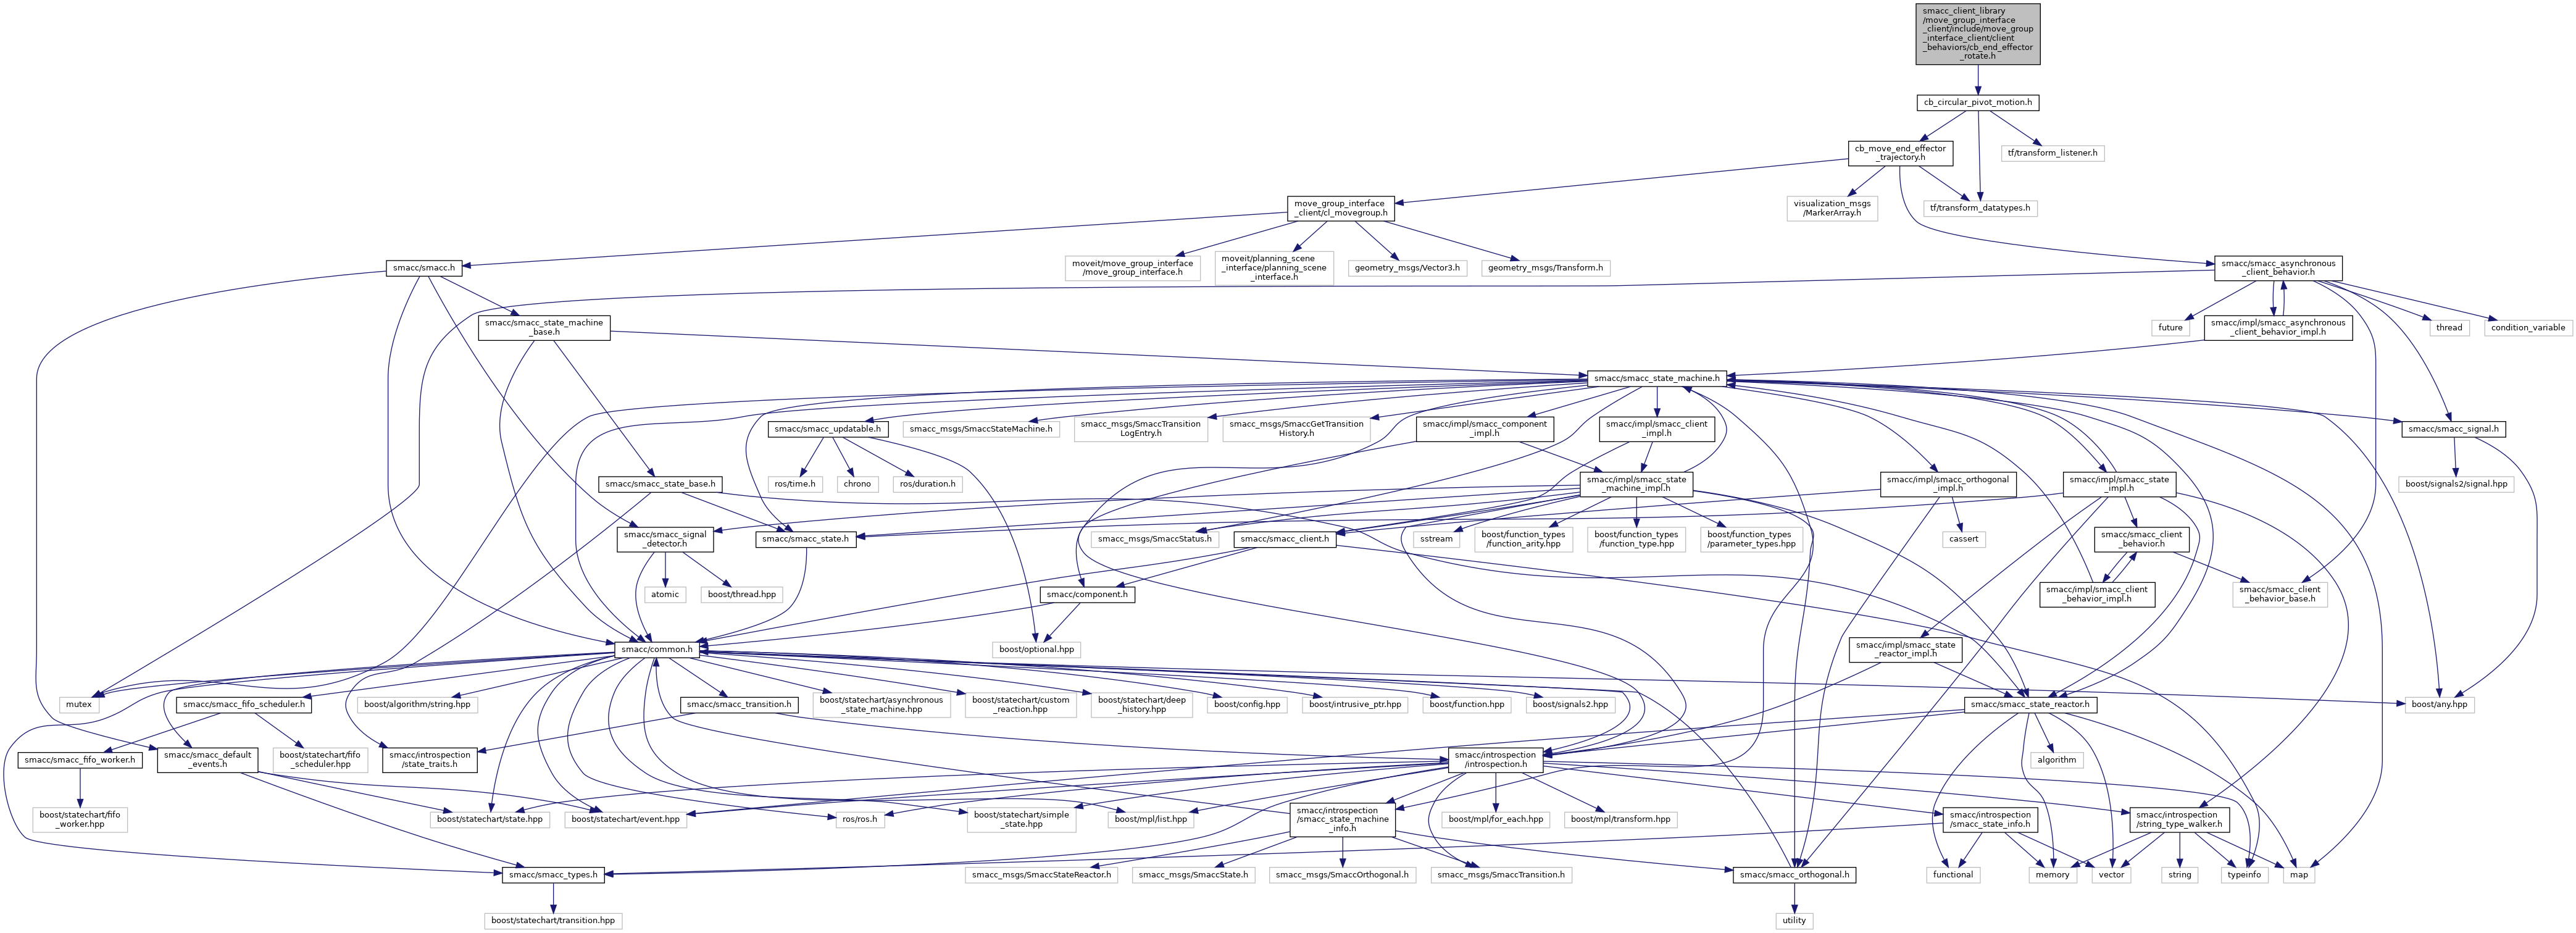 smacc_client_library
/move_group_interface
_client/include/move_group
_interface_client/client
_behaviors/cb_end_effector
_rotate.h
cb_circular_pivot_motion.h
cb_move_end_effector
_trajectory.h
tf/transform_listener.h
move_group_interface
_client/cl_movegroup.h
visualization_msgs
/MarkerArray.h
tf/transform_datatypes.h
smacc/smacc.h
moveit/move_group_interface
/move_group_interface.h
moveit/planning_scene
_interface/planning_scene
_interface.h
geometry_msgs/Vector3.h
geometry_msgs/Transform.h
smacc/smacc_asynchronous
_client_behavior.h
smacc/smacc_state_machine
_base.h
future
smacc/impl/smacc_asynchronous
_client_behavior_impl.h
thread
condition_variable
smacc/smacc_state_machine.h
smacc/smacc_updatable.h
smacc_msgs/SmaccStateMachine.h
smacc_msgs/SmaccTransition
LogEntry.h
smacc_msgs/SmaccGetTransition
History.h
smacc/impl/smacc_component
_impl.h
smacc/impl/smacc_client
_impl.h
smacc/smacc_signal.h
smacc/smacc_state_base.h
ros/time.h
chrono
ros/duration.h
smacc/impl/smacc_state
_machine_impl.h
smacc/impl/smacc_orthogonal
_impl.h
smacc/impl/smacc_state
_impl.h
boost/signals2/signal.hpp
smacc/smacc_signal
_detector.h
smacc/smacc_state.h
smacc_msgs/SmaccStatus.h
smacc/smacc_client.h
sstream
boost/function_types
/function_arity.hpp
boost/function_types
/function_type.hpp
boost/function_types
/parameter_types.hpp
cassert
smacc/smacc_client
_behavior.h
atomic
boost/thread.hpp
smacc/component.h
smacc/impl/smacc_client
_behavior_impl.h
smacc/smacc_client
_behavior_base.h
smacc/common.h
boost/optional.hpp
smacc/impl/smacc_state
_reactor_impl.h
mutex
smacc/smacc_fifo_scheduler.h
boost/algorithm/string.hpp
smacc/smacc_transition.h
boost/statechart/asynchronous
_state_machine.hpp
boost/statechart/custom
_reaction.hpp
boost/statechart/deep
_history.hpp
boost/config.hpp
boost/intrusive_ptr.hpp
boost/function.hpp
boost/signals2.hpp
smacc/smacc_state_reactor.h
boost/any.hpp
smacc/smacc_fifo_worker.h
smacc/smacc_default
_events.h
boost/statechart/fifo
_scheduler.hpp
smacc/introspection
/state_traits.h
smacc/introspection
/introspection.h
algorithm
boost/statechart/fifo
_worker.hpp
boost/statechart/state.hpp
boost/statechart/event.hpp
ros/ros.h
boost/statechart/simple
_state.hpp
boost/mpl/list.hpp
smacc/introspection
/smacc_state_machine
_info.h
boost/mpl/for_each.hpp
boost/mpl/transform.hpp
smacc/introspection
/smacc_state_info.h
smacc/introspection
/string_type_walker.h
smacc/smacc_types.h
smacc_msgs/SmaccStateReactor.h
smacc_msgs/SmaccState.h
smacc_msgs/SmaccOrthogonal.h
smacc_msgs/SmaccTransition.h
smacc/smacc_orthogonal.h
functional
memory
vector
string
typeinfo
map
boost/statechart/transition.hpp
utility